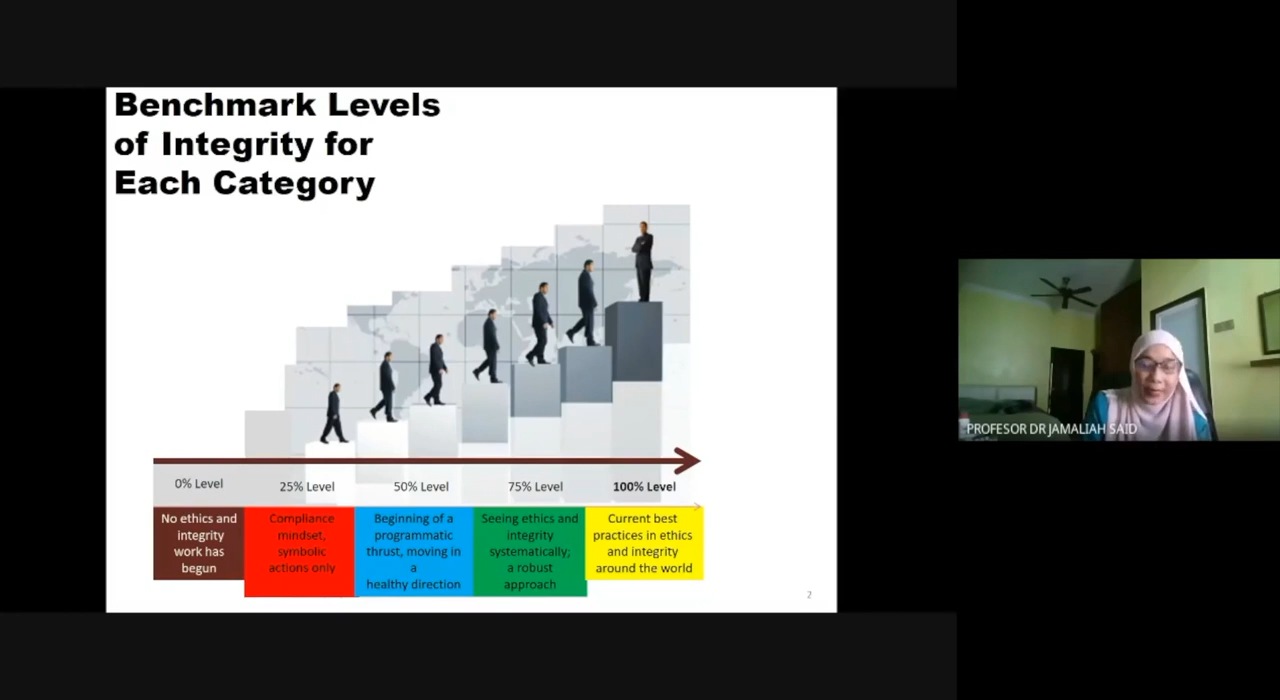 Benchmark Levels
of Integrity for
Each Category
0% Level
25% Level
50% Level
75% Level
100% Level
No ethics and
integrity
work has
begun
Compliance
mindset,
symbolic
actions only
Beginning of a
programmatic
thrust, moving in
a
healthy direction
Seeing ethics and
integrity
systematically;
a robust
approach
Current best
practices in ethics
and integrity
around the world
2
PROFESOR DR JAMALIAH SAID